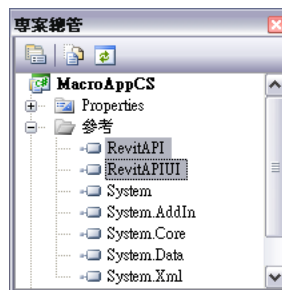 專案總管
MacroAppCS
Properties
參考
RevitAPI
RevitAPIUI
System
System.AddIn
System.Core
System.Data
System.Xml